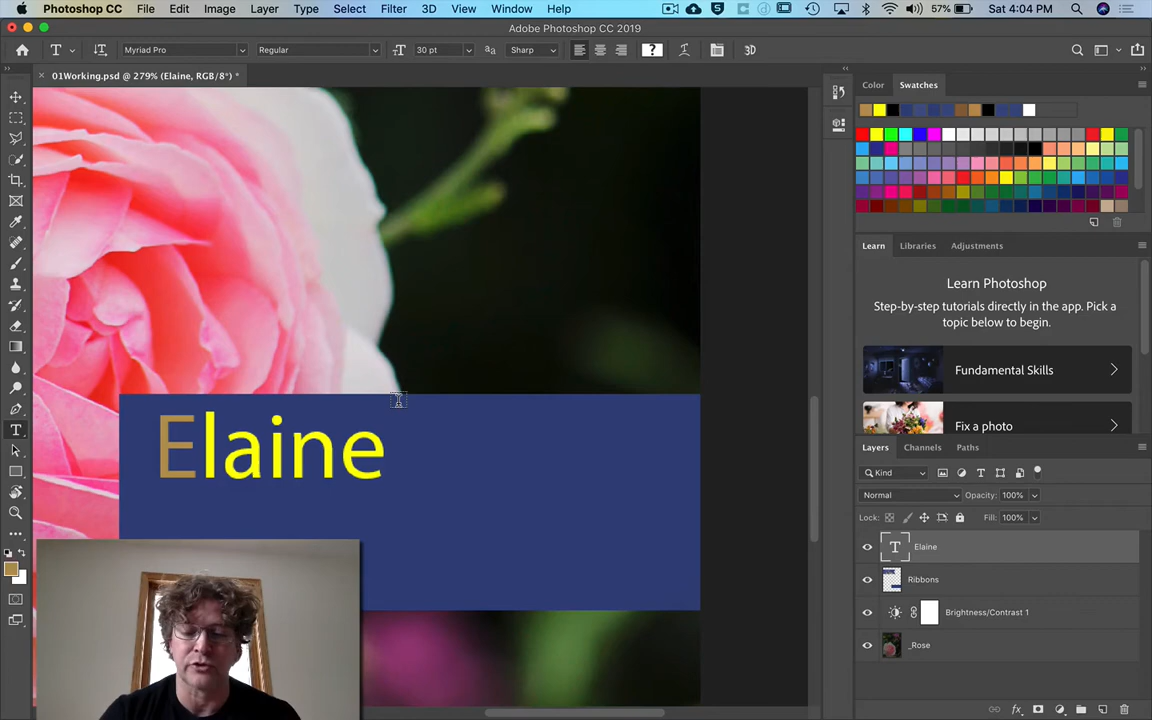 Photoshop CC File Edit Image Layer Type Select Filter 3D View Window Help 57% Sat 4:04 PM
Adobe Photoshop CC 2019
T Myriad Pro Regular 30 pt Sharp ? 3D
01Working.psd @ 279% (Elaine, RGB/8*) *
Color Swatches
Learn Libraries Adjustments
Learn Photoshop
Step-by-step tutorials directly in the app. Pick a
topic below to begin.
Fundamental Skills
Fix a photo
Elaine
Layers Channels Paths
Kind
Normal Opacity: 100%
Lock: Fill: 100%
T Elaine
Ribbons
Brightness/Contrast 1
_Rose
fx